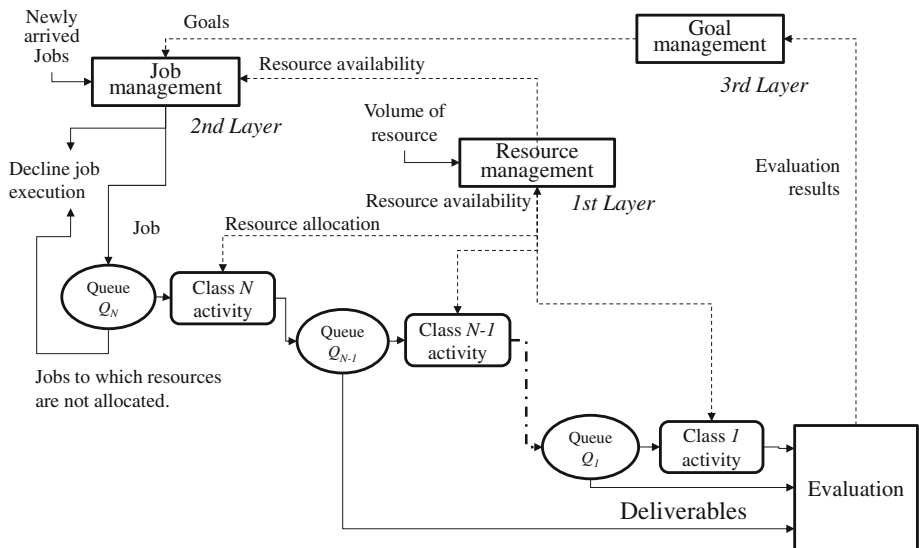 Newly
arrived
Jobs
Goals
Goal
management
3rd Layer
Job
management
2nd Layer
Resource availability
Volume of
resource
Resource
management
1st Layer
Evaluation
results
Decline job
execution
Resource availability
Job
Resource allocation
Queue
Q_N
Class N
activity
Queue
Q_{N-1}
Class N-1
activity
Jobs to which resources
are not allocated.
Queue
Q_1
Class 1
activity
Evaluation
Deliverables